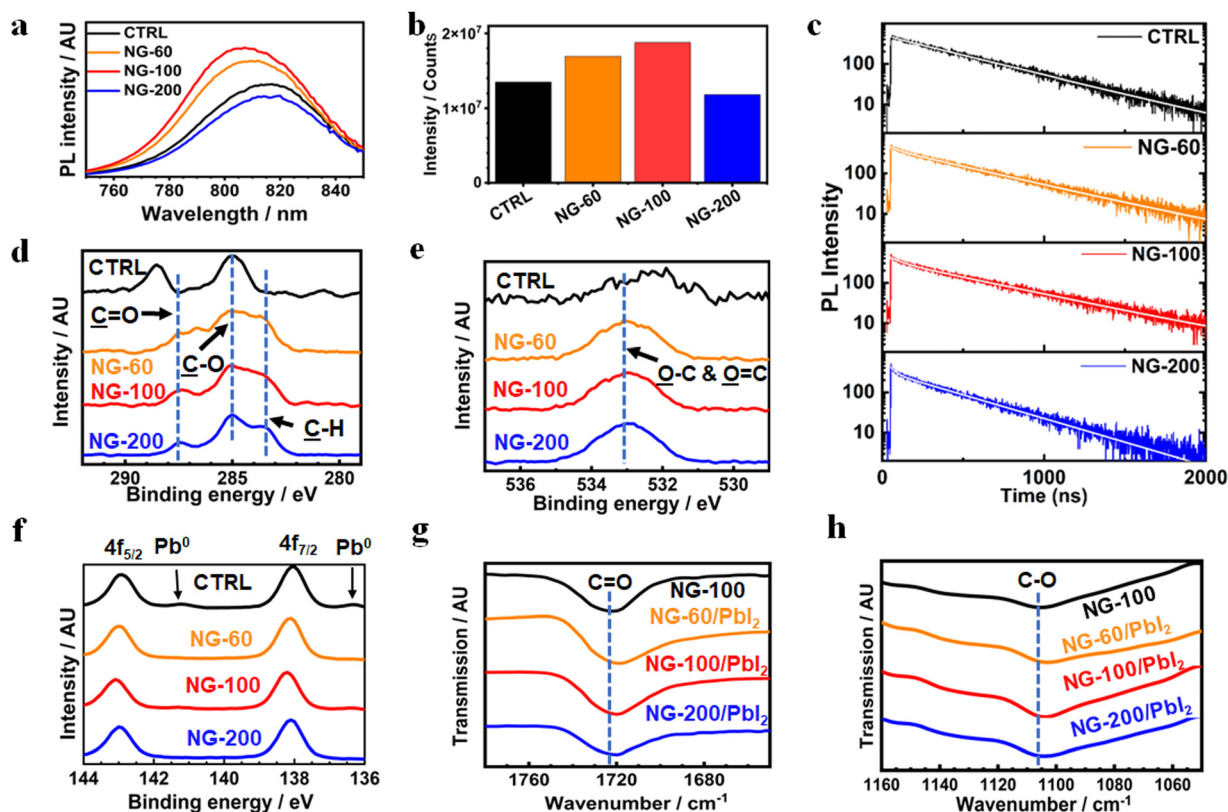 a
CTRL
NG-60
NG-100
NG-200
PL intensity / AU
760 780 800 820 840
Wavelength / nm
b
2×10⁷
1×10⁷
0
Intensity / Counts
CTRL NG-60 NG-100 NG-200
c
CTRL
100
10
NG-60
100
10
NG-100
100
10
NG-200
100
10
PL Intensity
0 1000 2000
Time (ns)
d
CTRL
C=O
NG-60
C-O
NG-100
C-H
NG-200
Intensity / AU
290 285 280
Binding energy / eV
e
CTRL
NG-60
O-C & O=C
NG-100
NG-200
Intensity / AU
536 534 532 530
Binding energy / eV
f
4f5/2 Pb⁰ 4f7/2 Pb⁰
CTRL
NG-60
NG-100
NG-200
Intensity / AU
144 142 140 138 136
Binding energy / eV
g
C=O
NG-100
NG-60/PbI₂
NG-100/PbI₂
NG-200/PbI₂
Transmission / AU
1760 1720 1680
Wavenumber / cm⁻¹
h
C-O
NG-100
NG-60/PbI₂
NG-100/PbI₂
NG-200/PbI₂
Transmission / AU
1160 1140 1120 1100 1080 1060
Wavenumber / cm⁻¹